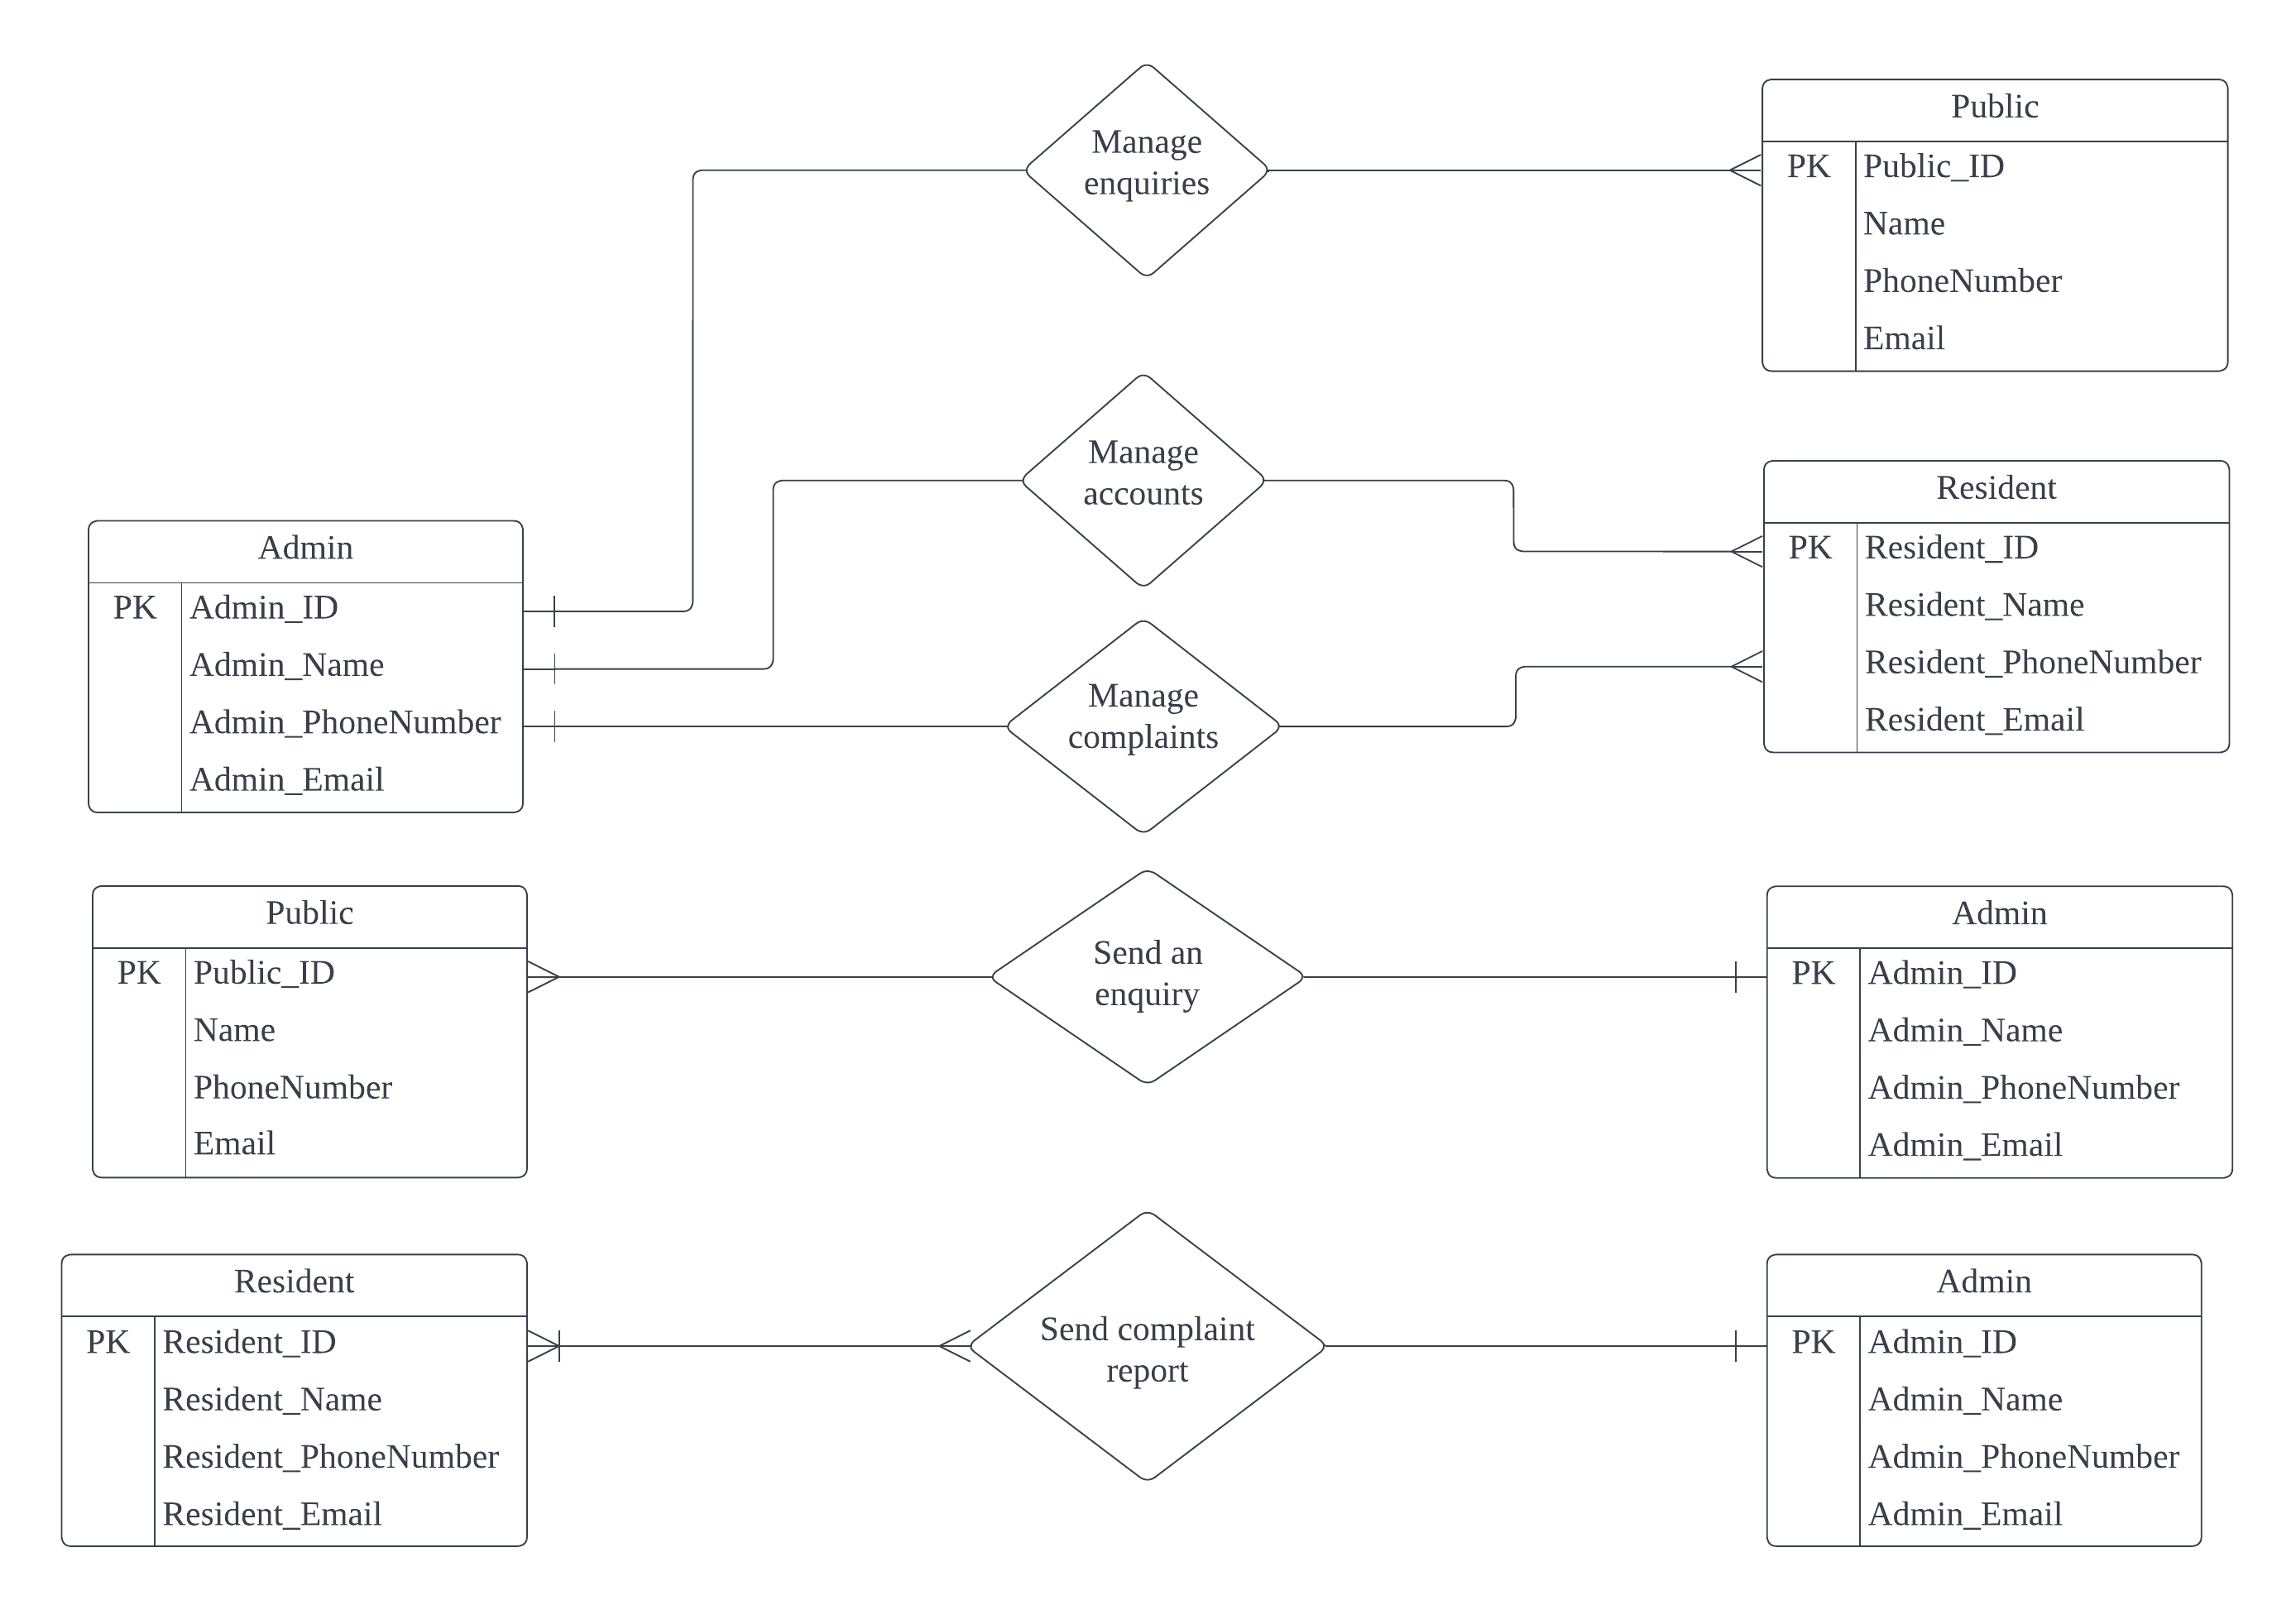 Manage
enquiries
Public
PK Public_ID
Name
PhoneNumber
Email
Manage
accounts
Resident
PK Resident_ID
Resident_Name
Resident_PhoneNumber
Resident_Email
Admin
PK Admin_ID
Admin_Name
Admin_PhoneNumber
Admin_Email
Manage
complaints
Public
PK Public_ID
Name
PhoneNumber
Email
Send an
enquiry
Admin
PK Admin_ID
Admin_Name
Admin_PhoneNumber
Admin_Email
Resident
PK Resident_ID
Resident_Name
Resident_PhoneNumber
Resident_Email
Send complaint
report
Admin
PK Admin_ID
Admin_Name
Admin_PhoneNumber
Admin_Email